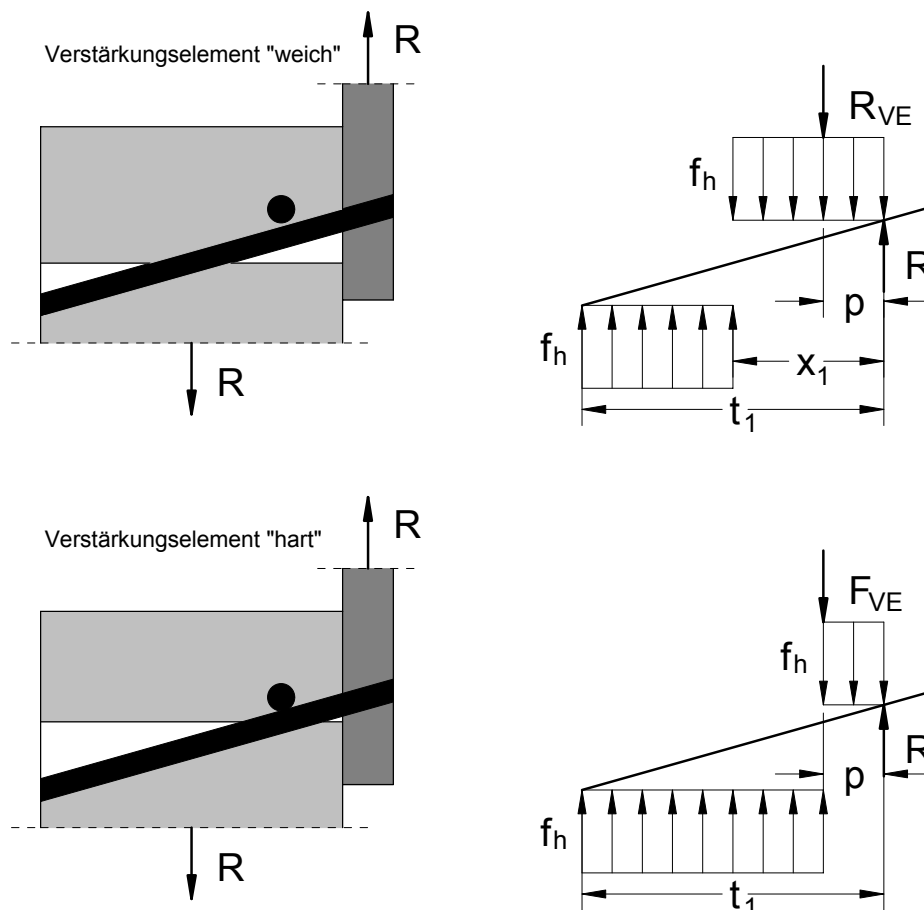 Verstärkungselement "weich"
R
R
R_VE
f_h
R
p
f_h
x_1
t_1
Verstärkungselement "hart"
R
R
F_VE
f_h
R
p
f_h
t_1